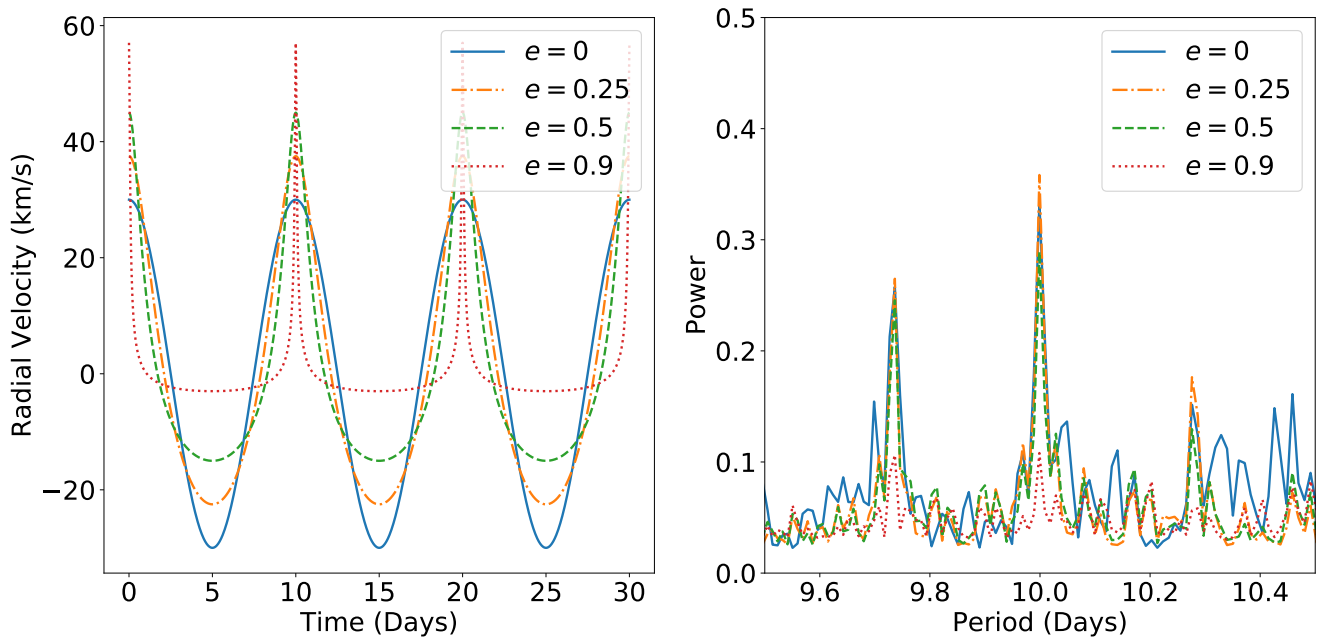 60
40
20
0
−20
0
5
10
15
20
25
30
Radial Velocity (km/s)
Time (Days)
e = 0
e = 0.25
e = 0.5
e = 0.9
0.5
0.4
0.3
0.2
0.1
0.0
9.6
9.8
10.0
10.2
10.4
Power
Period (Days)
e = 0
e = 0.25
e = 0.5
e = 0.9